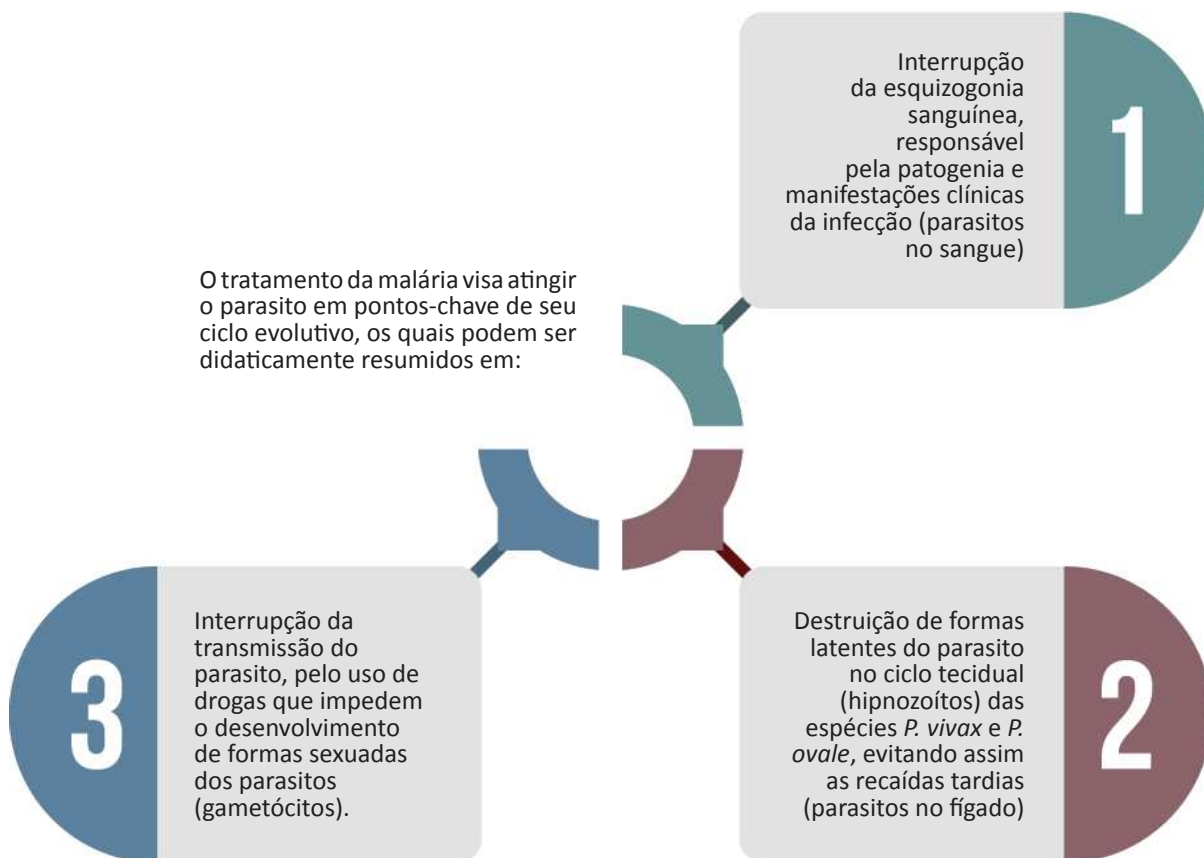 O tratamento da malária visa atingir
o parasito em pontos-chave de seu
ciclo evolutivo, os quais podem ser
didaticamente resumidos em:
1
Interrupção
da esquizogonia
sanguínea,
responsável
pela patogenia e
manifestações clínicas
da infecção (parasitos
no sangue)
2
Destruição de formas
latentes do parasito
no ciclo tecidual
(hipnozoítos) das
espécies P. vivax e P.
ovale, evitando assim
as recaídas tardias
(parasitos no fígado)
3
Interrupção da
transmissão do
parasito, pelo uso de
drogas que impedem
o desenvolvimento
de formas sexuadas
dos parasitos
(gametócitos).